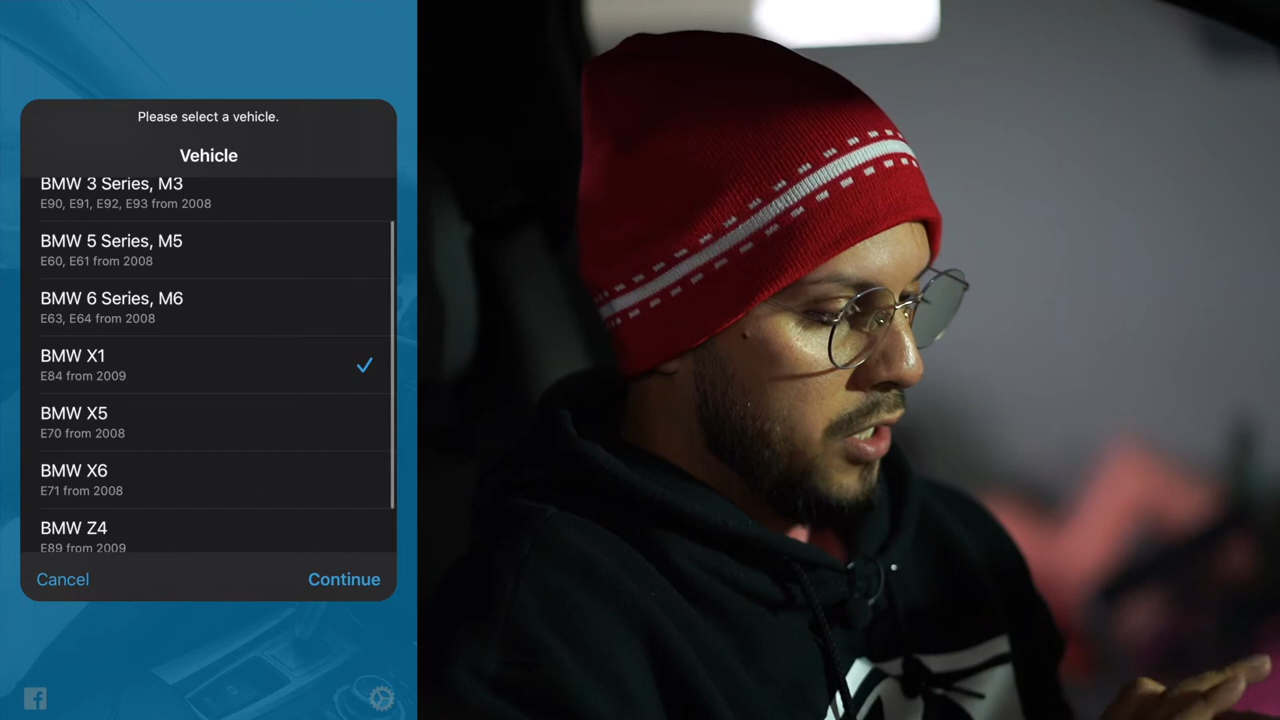 Please select a vehicle.
Vehicle
BMW 3 Series, M3
E90, E91, E92, E93 from 2008
BMW 5 Series, M5
E60, E61 from 2008
BMW 6 Series, M6
E63, E64 from 2008
BMW X1
E84 from 2009
BMW X5
E70 from 2008
BMW X6
E71 from 2008
BMW Z4
E89 from 2009
Cancel
Continue